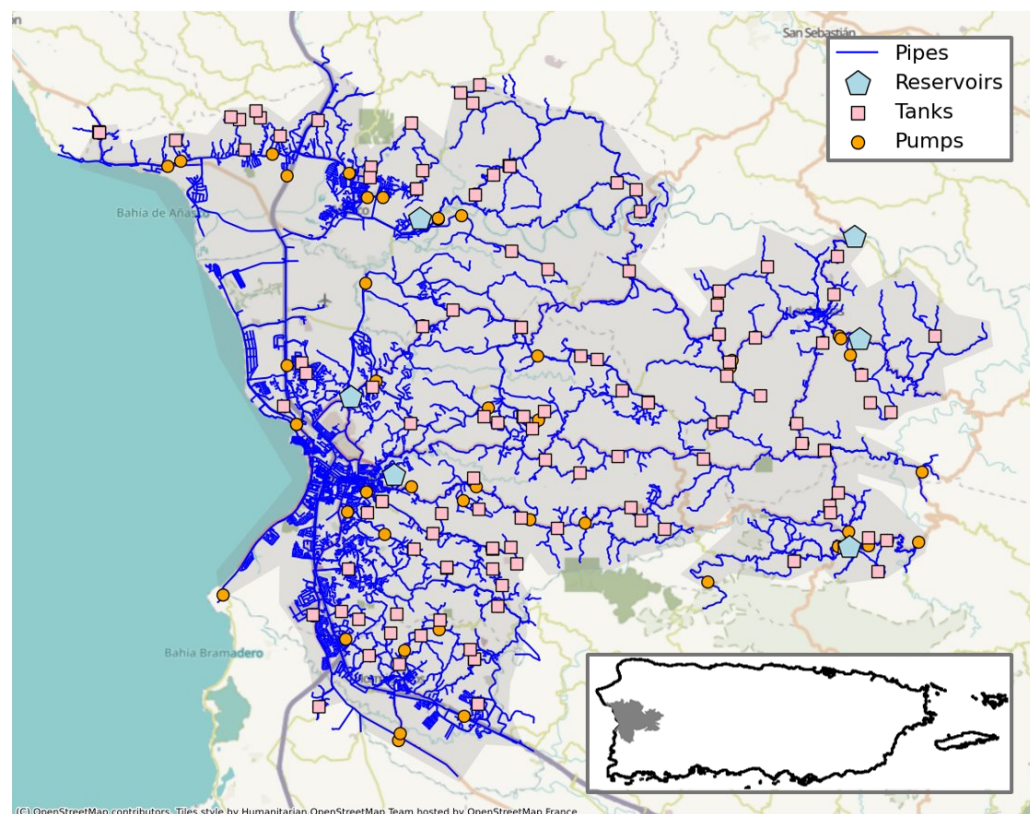 San Sebastián
Pipes
Reservoirs
Tanks
Pumps
Bahía de Añasco
Bahía Bramadero
(C) OpenStreetMap contributors, Tiles style by Humanitarian OpenStreetMap Team hosted by OpenStreetMap France